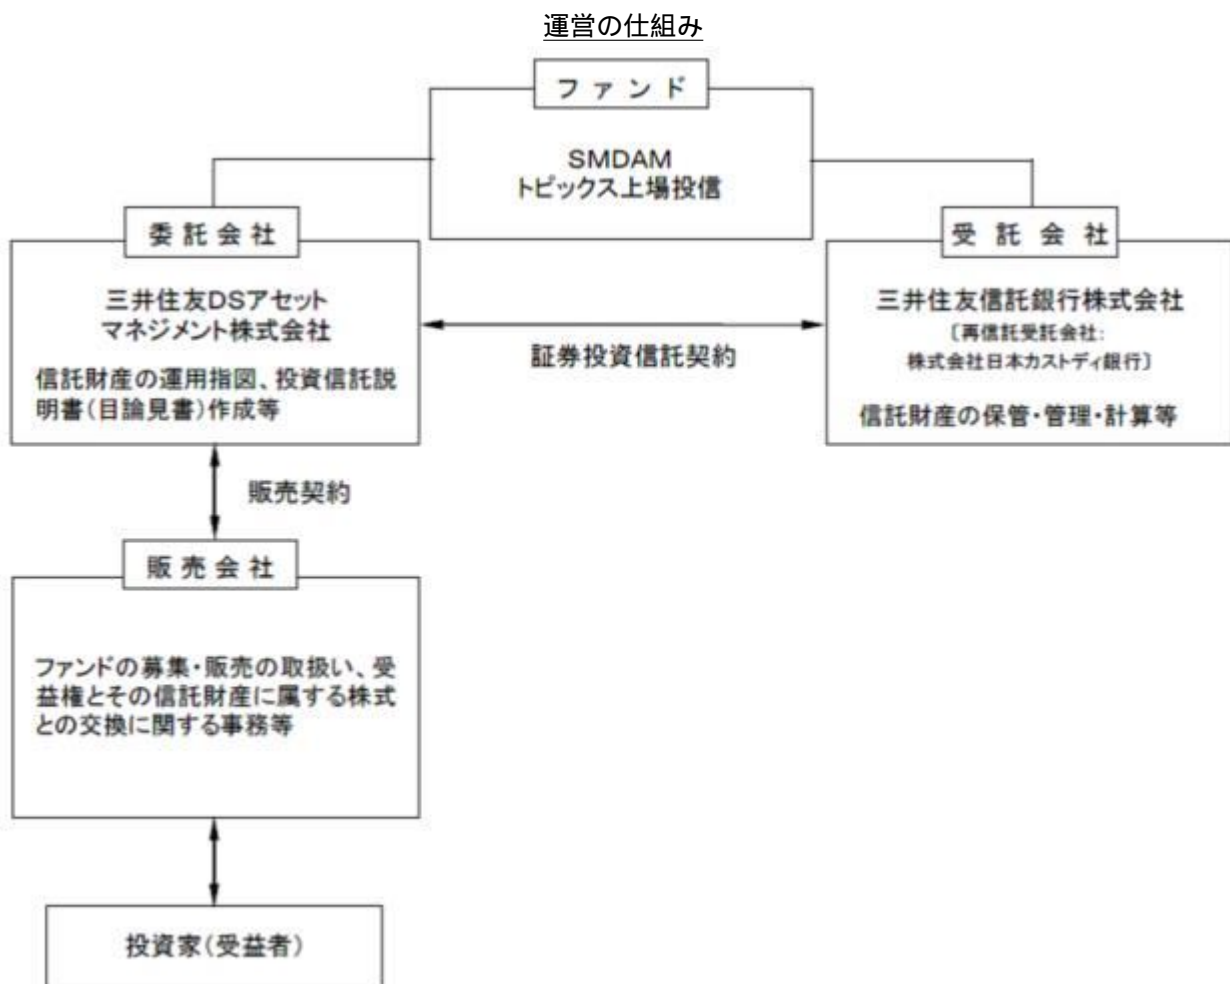 運営の仕組み
ファンド
SMDAM
トピックス上場投信
委託会社
三井住友DSアセット
マネジメント株式会社
信託財産の運用指図、投資信託説
明書(目論見書)作成等
証券投資信託契約
受託会社
三井住友信託銀行株式会社
〔再信託受託会社:
株式会社日本カストディ銀行〕
信託財産の保管・管理・計算等
販売契約
販売会社
ファンドの募集・販売の取扱い、受
益権とその信託財産に属する株式
との交換に関する事務等
投資家(受益者)